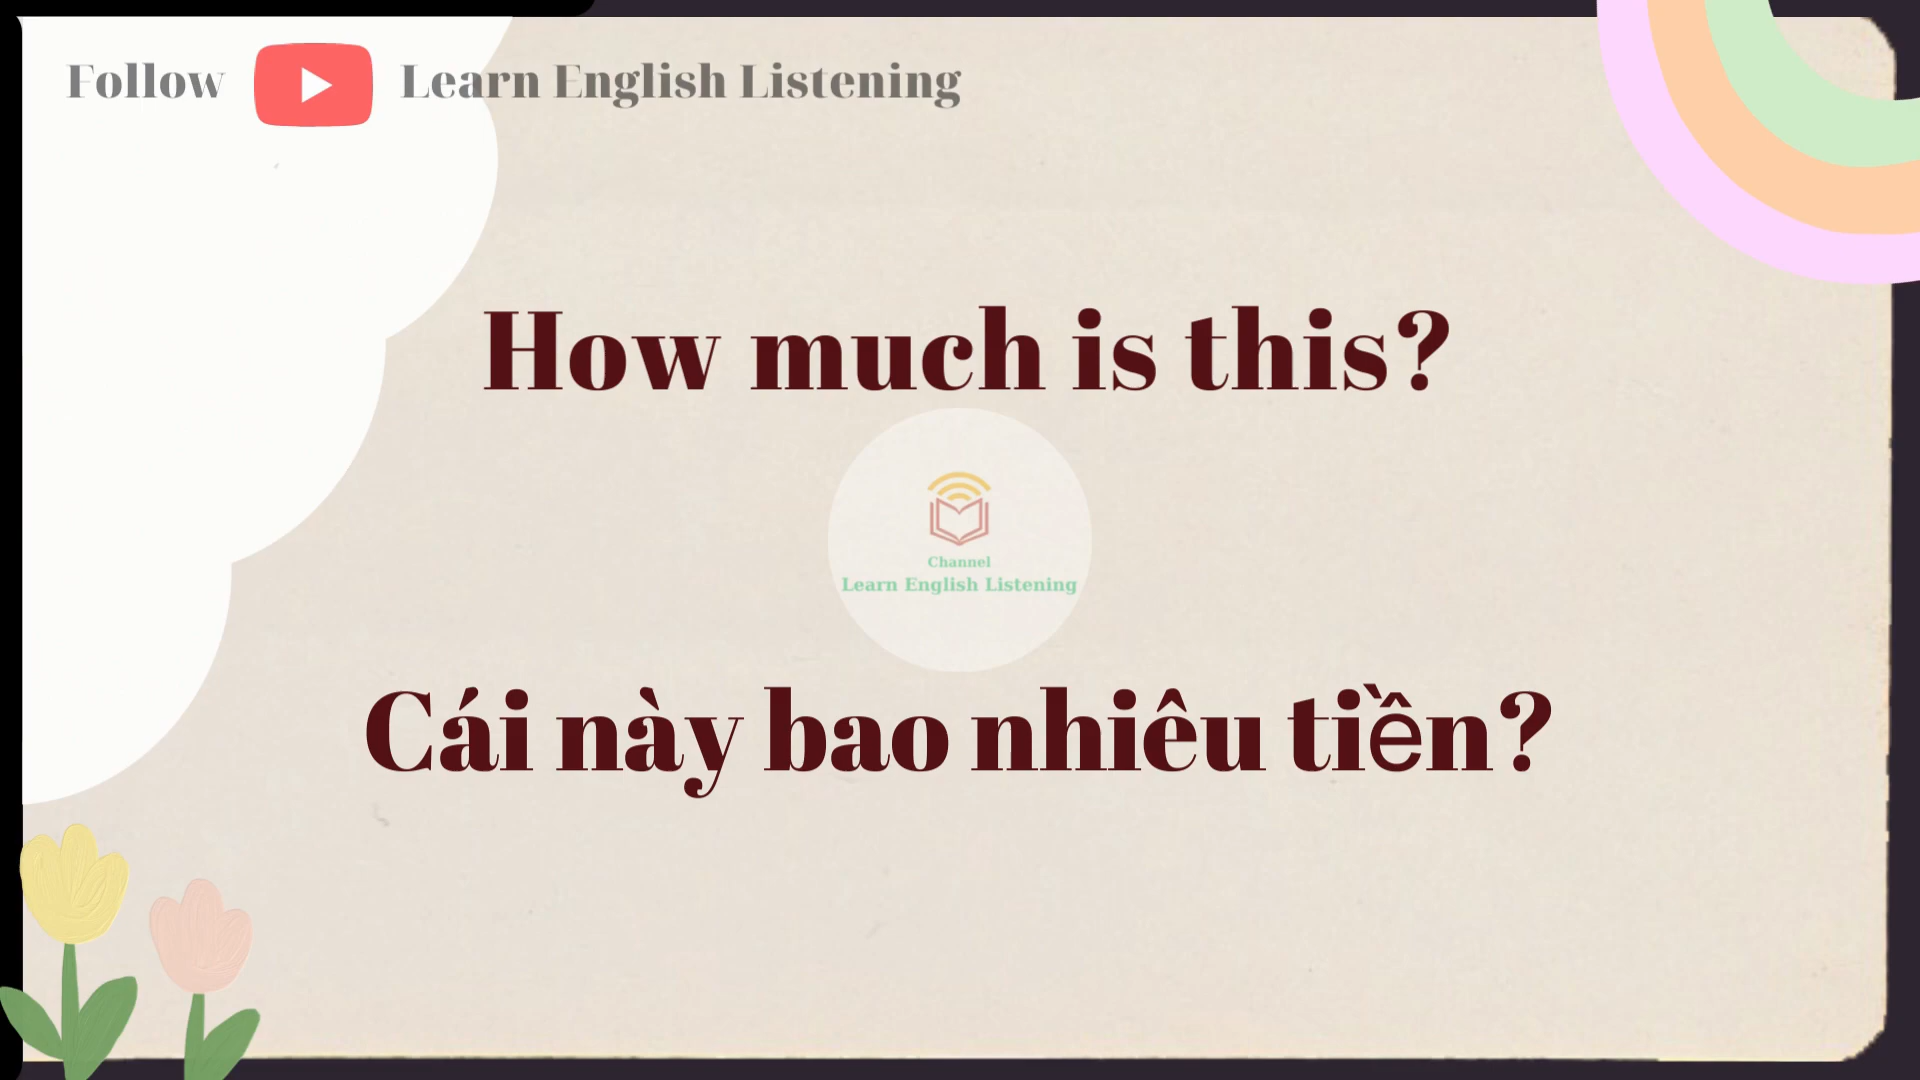 Follow Learn English Listening
How much is this?
Channel
Learn English Listening
Cái này bao nhiêu tiền?